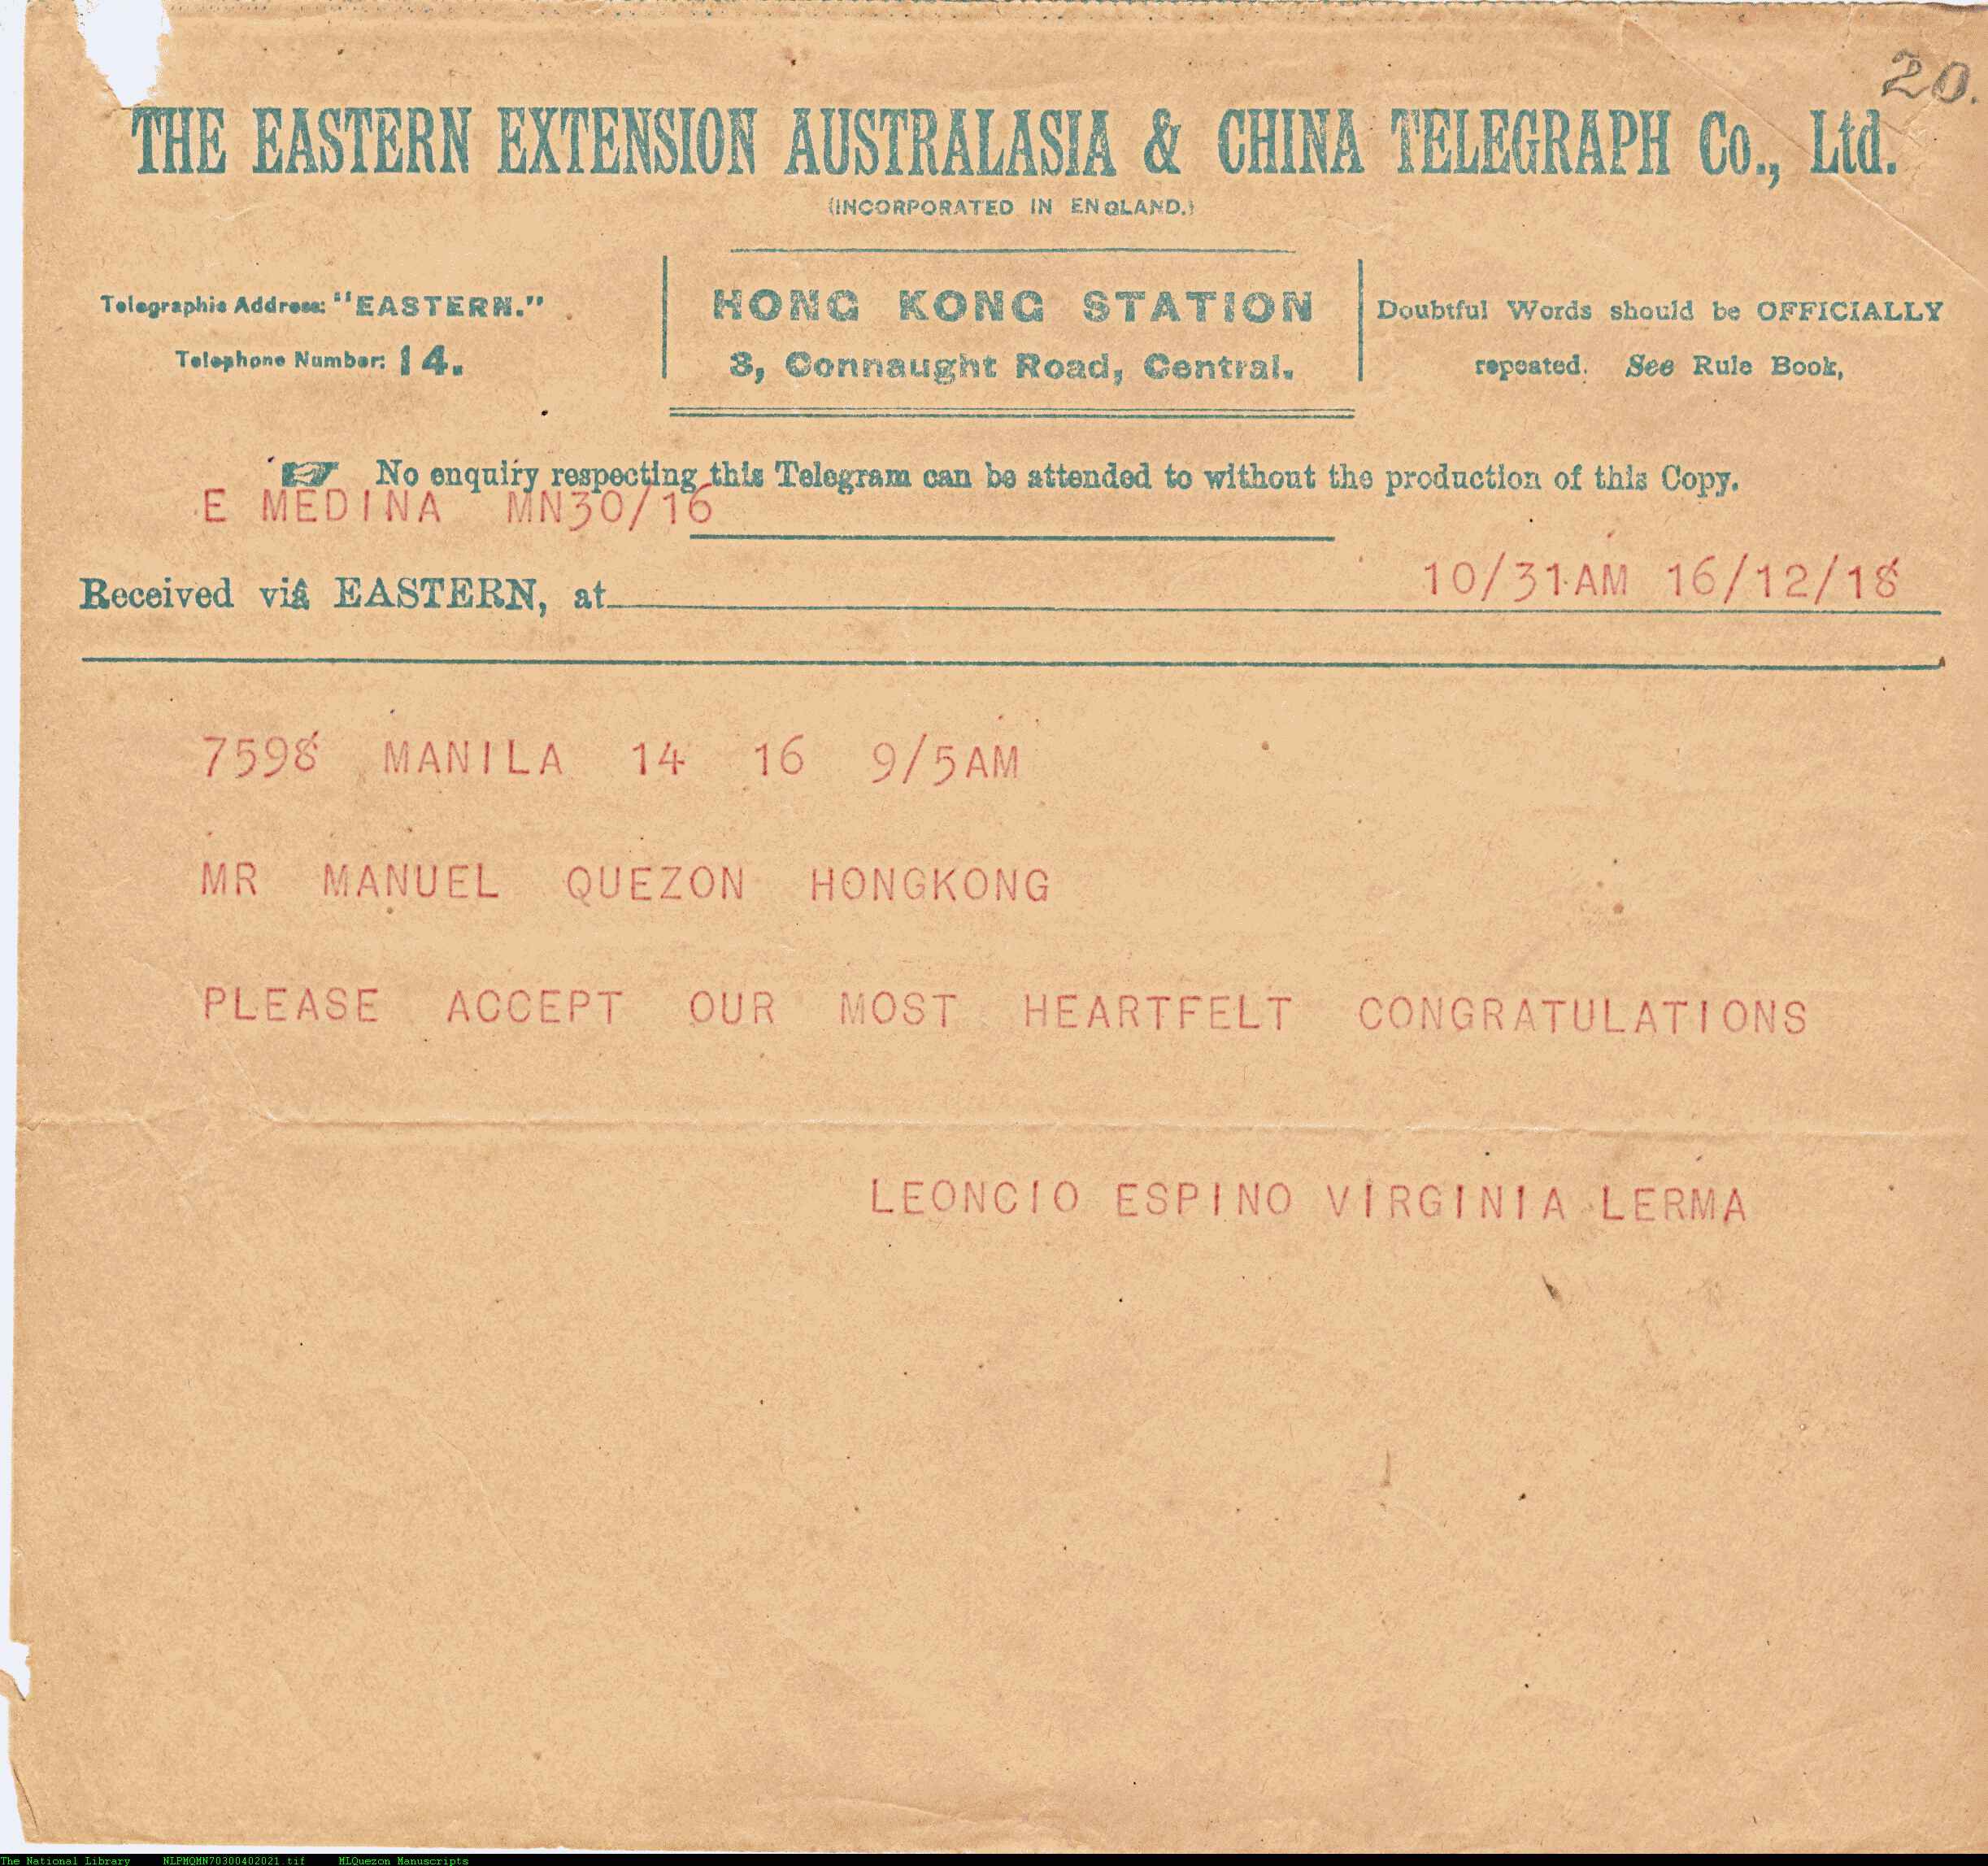 20.
THE EASTERN EXTENSION AUSTRALASIA & CHINA TELEGRAPH Co., Ltd.
(INCORPORATED IN ENGLAND.)
Telegraphic Address: "EASTERN."
Telephone Number: 14.
HONG KONG STATION
3, Connaught Road, Central.
Doubtful Words should be OFFICIALLY
repeated. See Rule Book,
☞ No enquiry respecting this Telegram can be attended to without the production of this Copy.
E MEDINA MN30/16
Received viâ EASTERN, at 10/31AM 16/12/18
7598 MANILA 14 16 9/5AM
MR MANUEL QUEZON HONGKONG
PLEASE ACCEPT OUR MOST HEARTFELT CONGRATULATIONS
LEONCIO ESPINO VIRGINIA LERMA
The National Library NLPMQMN70300402021.tif MLQuezon Manuscripts